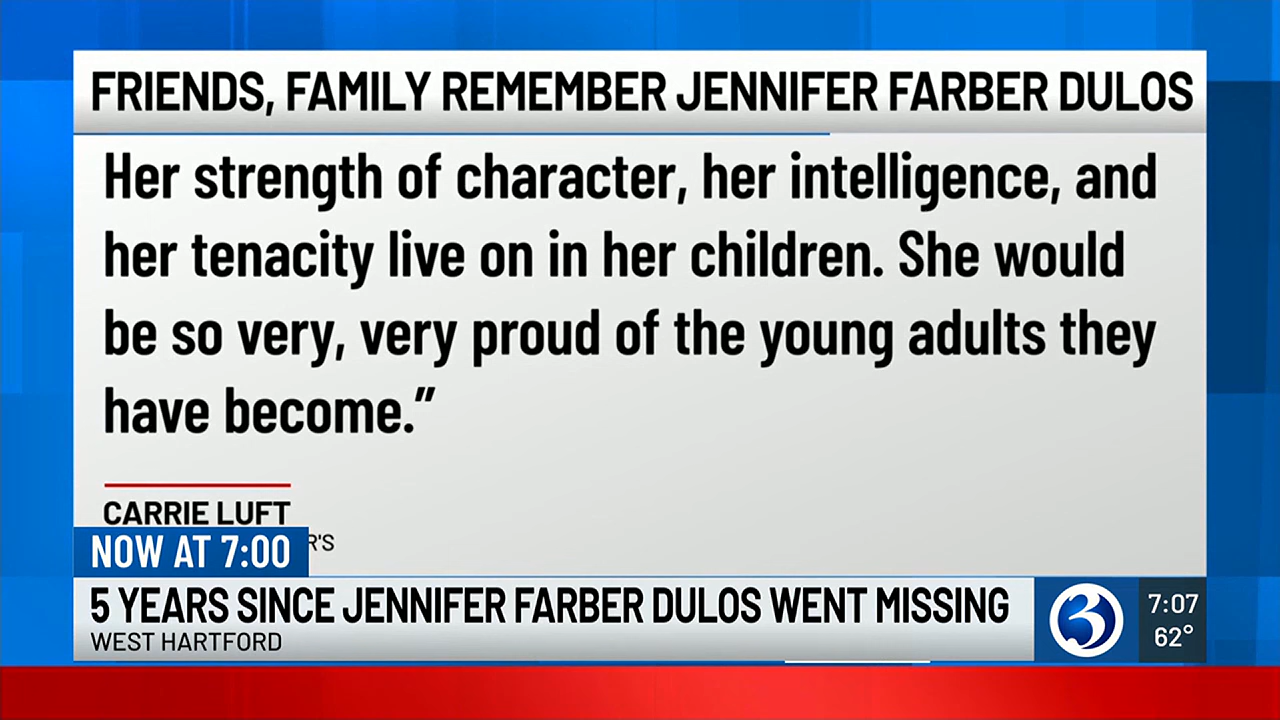 FRIENDS, FAMILY REMEMBER JENNIFER FARBER DULOS
Her strength of character, her intelligence, and
her tenacity live on in her children. She would
be so very, very proud of the young adults they
have become.”
CARRIE LUFT
R'S
NOW AT 7:00
5 YEARS SINCE JENNIFER FARBER DULOS WENT MISSING
WEST HARTFORD
3
7:07
62°